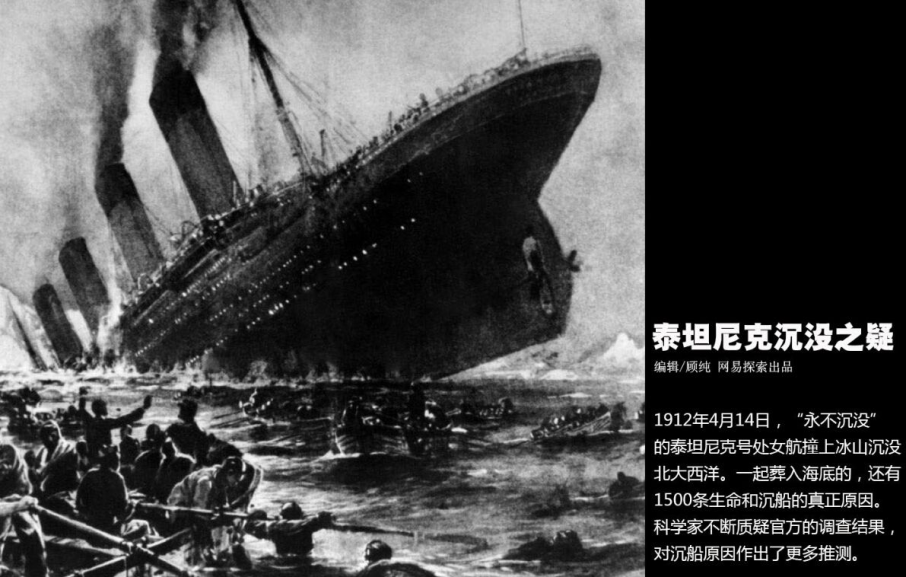 泰坦尼克沉没之疑
编辑/顾纯 网易探索出品
1912年4月14日，“永不沉没”
的泰坦尼克号处女航撞上冰山沉没
北大西洋。一起葬入海底的，还有
1500条生命和沉船的真正原因。
科学家不断质疑官方的调查结果，
对沉船原因作出了更多推测。